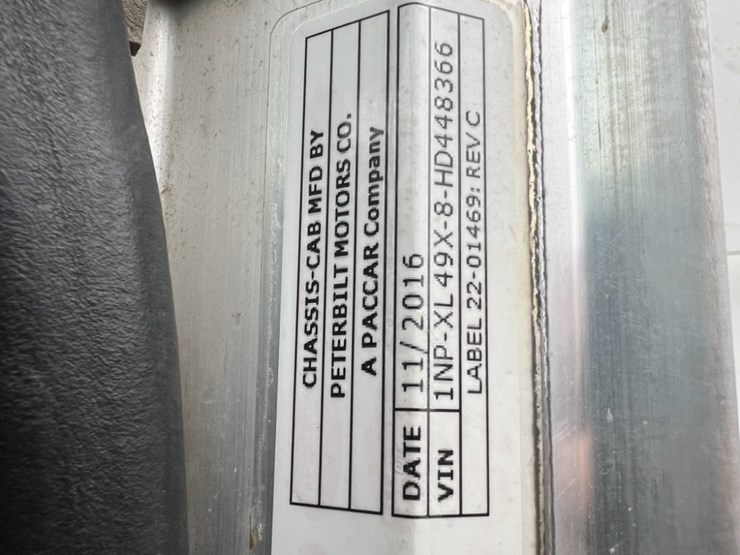 CHASSIS-CAB MFD BY
PETERBILT MOTORS CO.
A PACCAR Company
DATE 11/2016
VIN 1NP-XL49X-8-HD448366
LABEL 22-01469: REV C